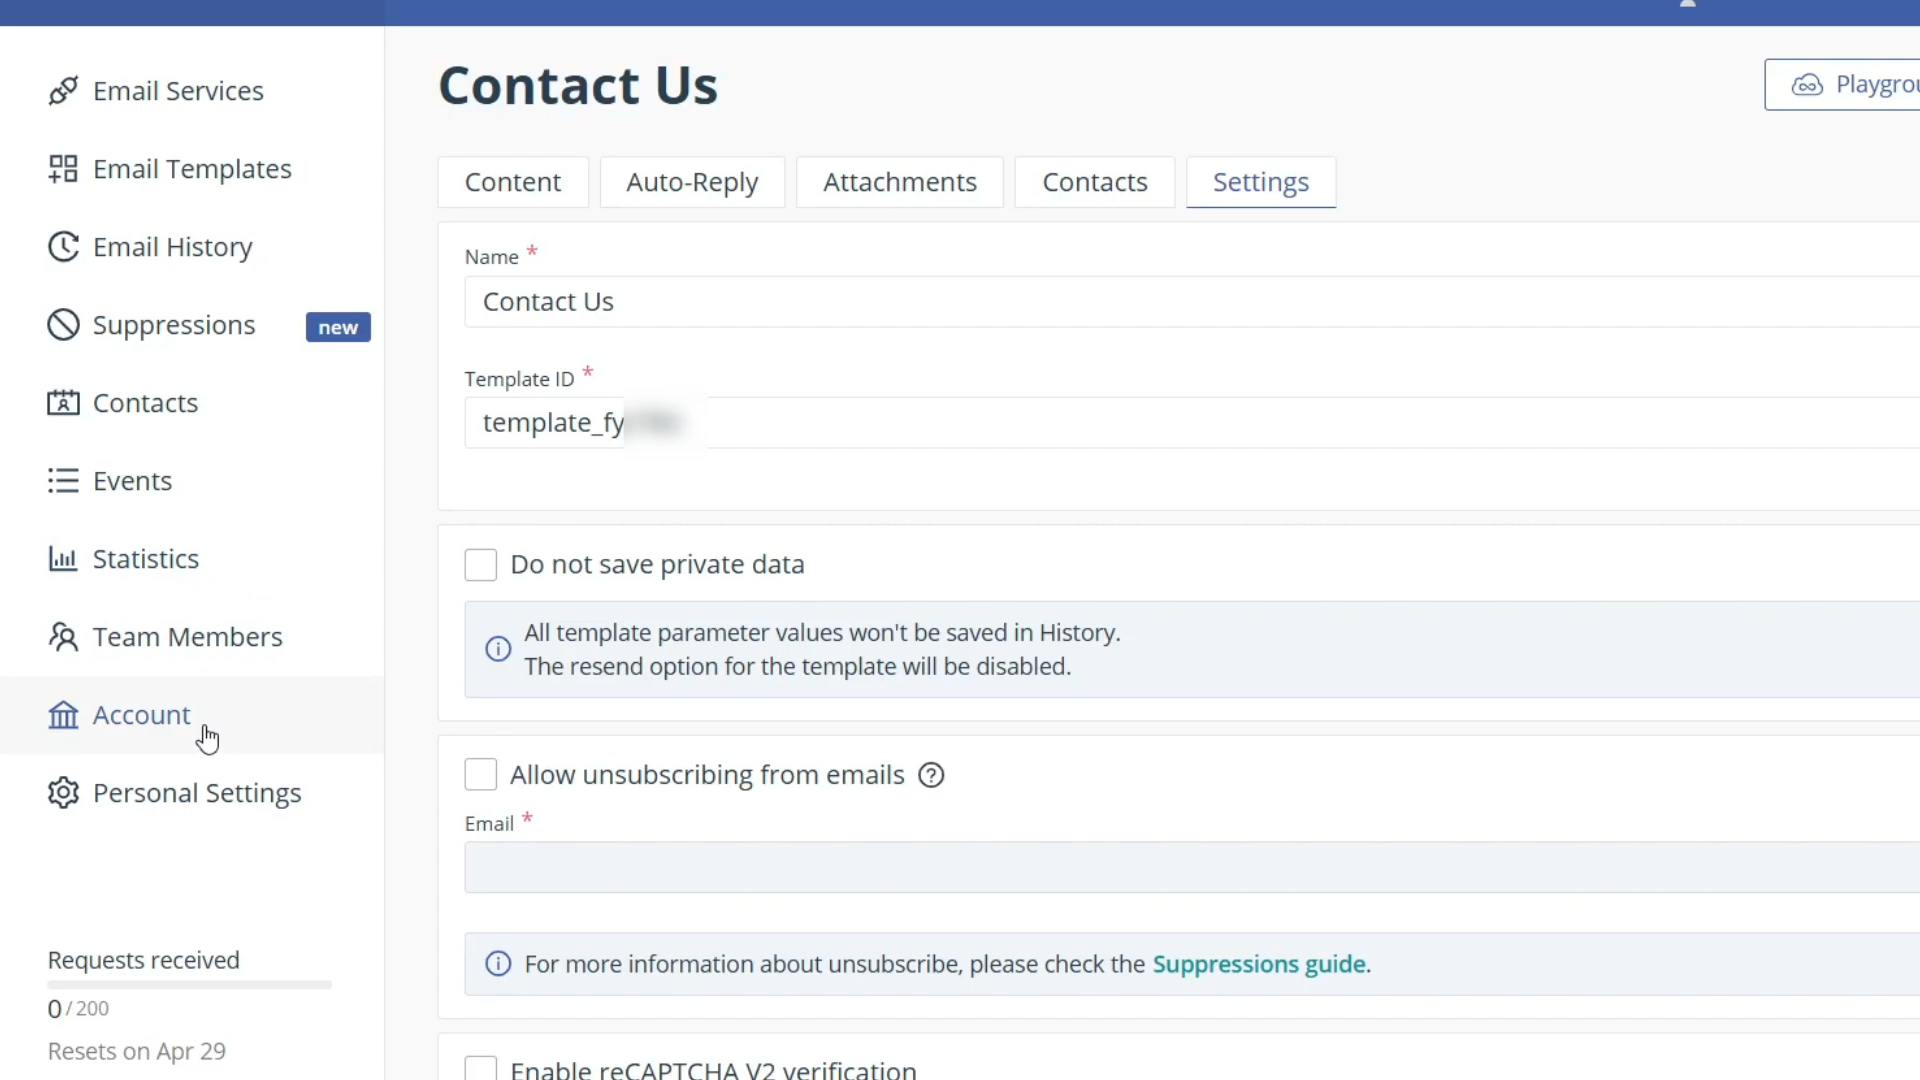 Email Services
Email Templates
Email History
Suppressions new
Contacts
Events
Statistics
Team Members
Account
Personal Settings
Requests received
0 / 200
Resets on Apr 29
Contact Us
Content Auto-Reply Attachments Contacts Settings
Name *
Contact Us
Template ID *
template_fy
Do not save private data
All template parameter values won't be saved in History.
The resend option for the template will be disabled.
Allow unsubscribing from emails
Email *
For more information about unsubscribe, please check the Suppressions guide.
Enable reCAPTCHA V2 verification